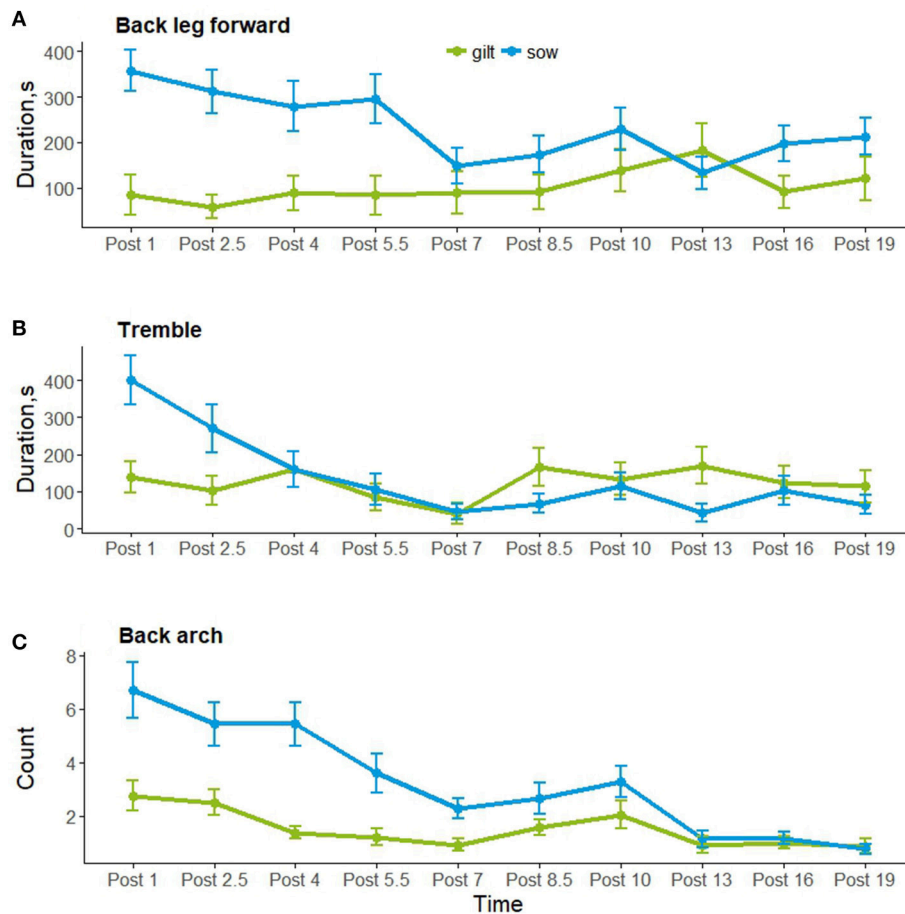 A
Back leg forward
gilt sow
Duration,s
400
300
200
100
Post 1 Post 2.5 Post 4 Post 5.5 Post 7 Post 8.5 Post 10 Post 13 Post 16 Post 19
B
Tremble
Duration,s
400
300
200
100
0
Post 1 Post 2.5 Post 4 Post 5.5 Post 7 Post 8.5 Post 10 Post 13 Post 16 Post 19
C
Back arch
Count
8
6
4
2
Post 1 Post 2.5 Post 4 Post 5.5 Post 7 Post 8.5 Post 10 Post 13 Post 16 Post 19
Time